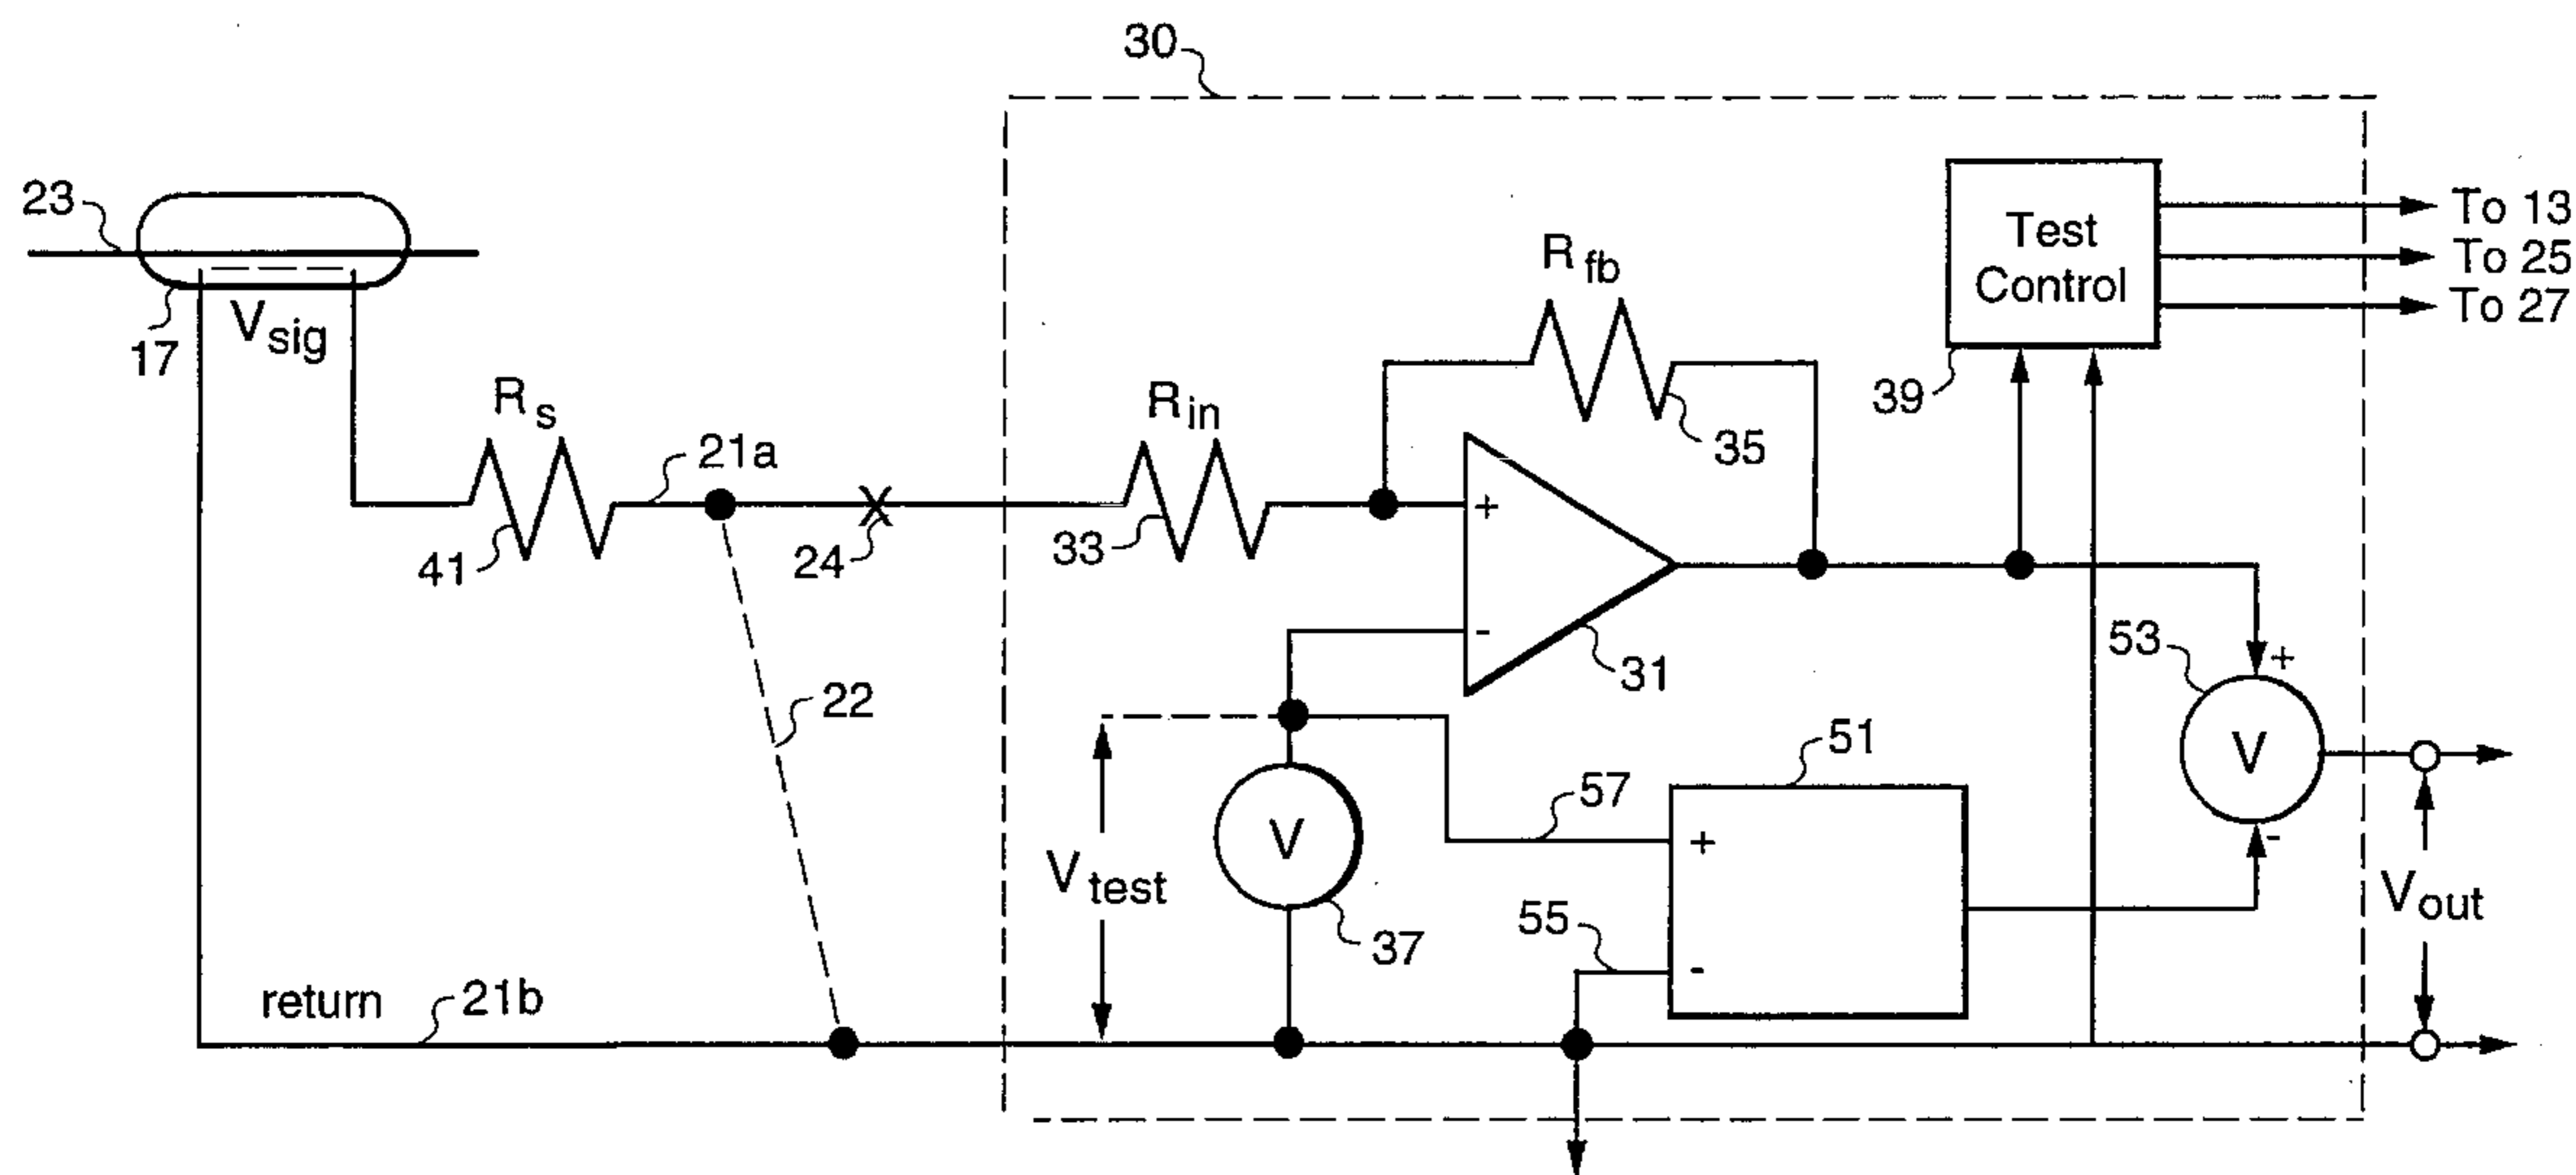 30
23
17
V sig
R s
41
21a
24
22
return
21b
R in
33
R fb
35
+
-
31
Test
Control
39
To 13
To 25
To 27
V test
V
37
57
55
51
+
-
53
+
V
-
V out